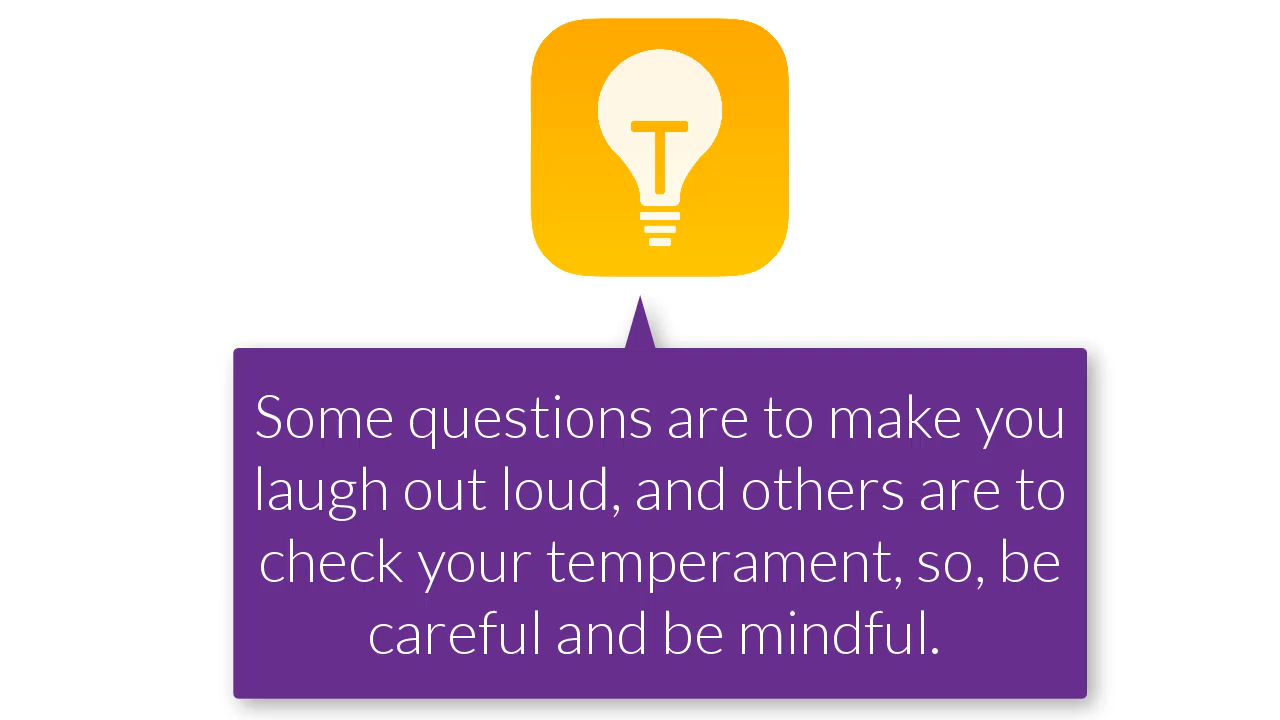 T
Some questions are to make you
laugh out loud, and others are to
check your temperament, so, be
careful and be mindful.